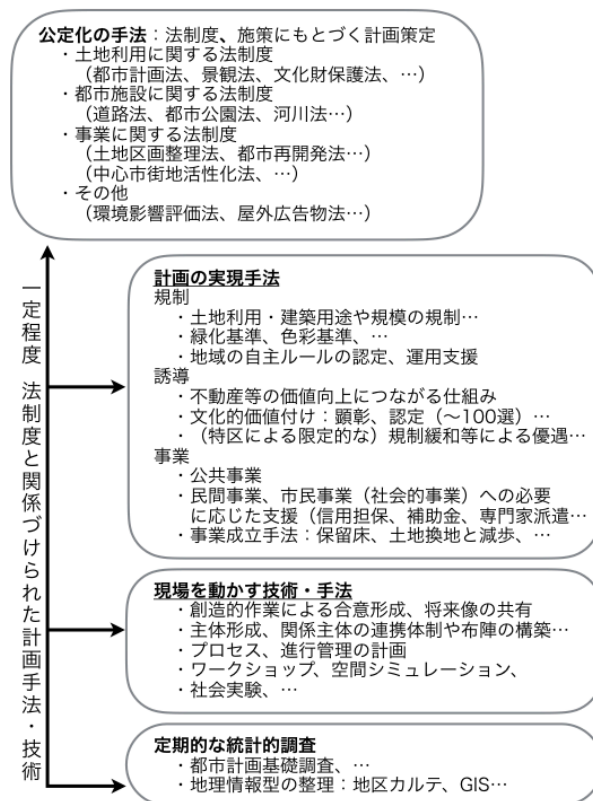 公定化の手法：法制度、施策にもとづく計画策定
・土地利用に関する法制度
（都市計画法、景観法、文化財保護法、…）
・都市施設に関する法制度
（道路法、都市公園法、河川法…）
・事業に関する法制度
（土地区画整理法、都市再開発法…）
（中心市街地活性化法、…）
・その他
（環境影響評価法、屋外広告物法…）
一定程度 法制度と関係づけられた計画手法・技術
計画の実現手法
規制
・土地利用・建築用途や規模の規制…
・緑化基準、色彩基準、…
・地域の自主ルールの認定、運用支援
誘導
・不動産等の価値向上につながる仕組み
・文化的価値付け：顕彰、認定（〜100選）…
・（特区による限定的な）規制緩和等による優遇…
事業
・公共事業
・民間事業、市民事業（社会的事業）への必要
に応じた支援（信用担保、補助金、専門家派遣…
・事業成立手法：保留床、土地換地と減歩、…
現場を動かす技術・手法
・創造的作業による合意形成、将来像の共有
・主体形成、関係主体の連携体制や布陣の構築…
・プロセス、進行管理の計画
・ワークショップ、空間シミュレーション、
・社会実験、…
定期的な統計的調査
・都市計画基礎調査、…
・地理情報型の整理：地区カルテ、GIS…